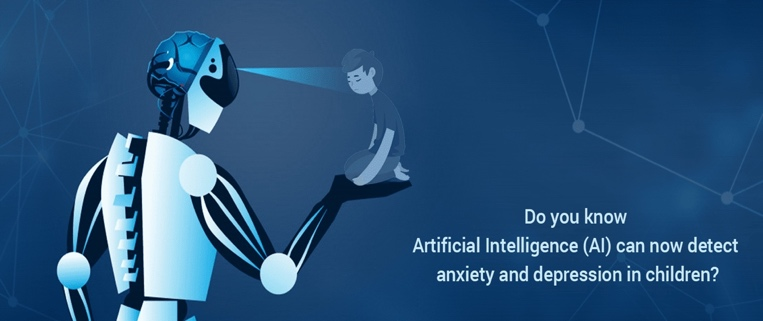 Do you know
Artificial Intelligence (AI) can now detect
anxiety and depression in children?